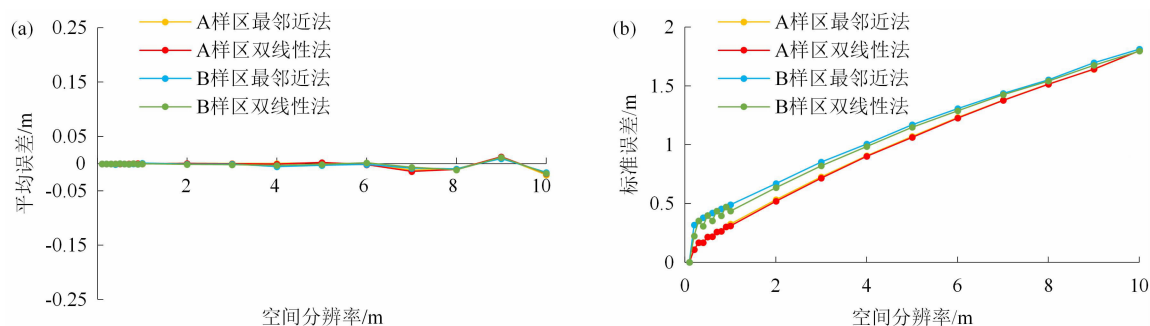 (a)
A样区最邻近法
A样区双线性法
B样区最邻近法
B样区双线性法
0.25
0.15
0.05
0
-0.05
-0.15
-0.25
2
4
6
8
10
平均误差/m
空间分辨率/m
(b)
A样区最邻近法
A样区双线性法
B样区最邻近法
B样区双线性法
2
1.5
1
0.5
0
0
2
4
6
8
10
标准误差/m
空间分辨率/m